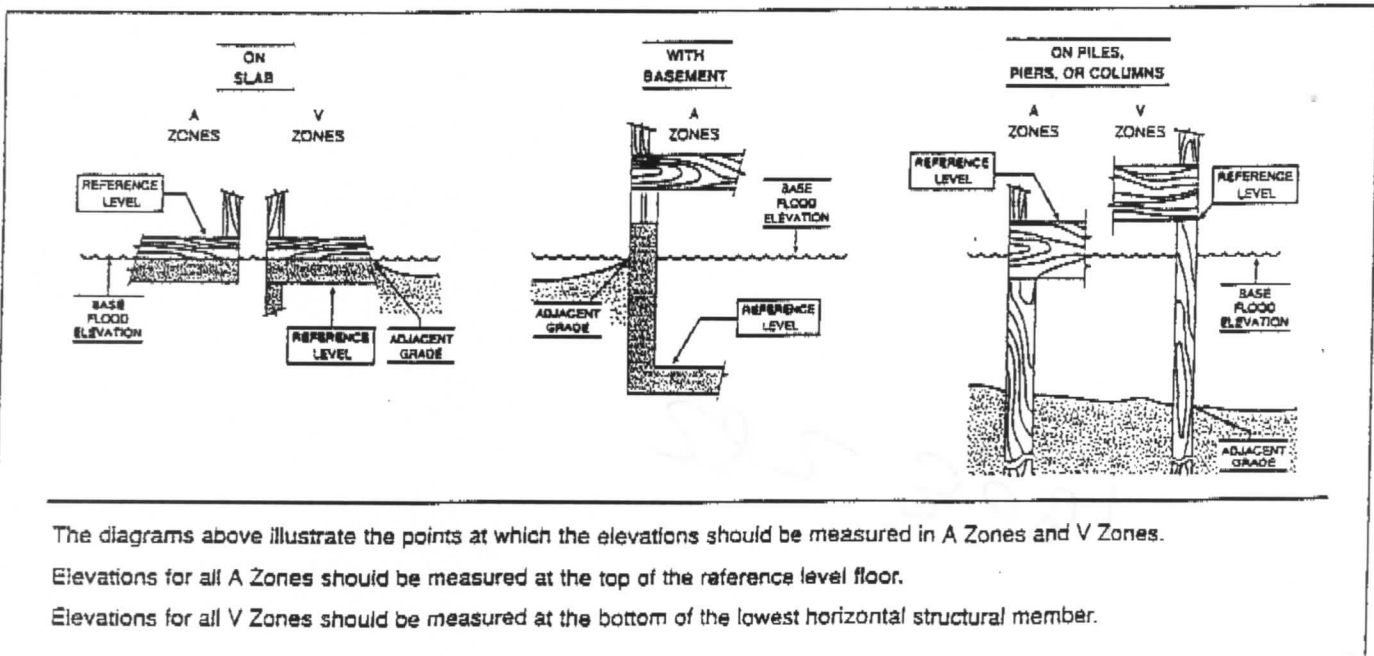 ON
SLAB
A
ZONES
V
ZONES
REFERENCE
LEVEL
BASE
FLOOD
ELEVATION
REFERENCE
LEVEL
ADJACENT
GRADE
WITH
BASEMENT
A
ZONES
BASE
FLOOD
ELEVATION
ADJACENT
GRADE
REFERENCE
LEVEL
ON PILES,
PIERS, OR COLUMNS
A
ZONES
V
ZONES
REFERENCE
LEVEL
REFERENCE
LEVEL
BASE
FLOOD
ELEVATION
ADJACENT
GRADE
The diagrams above illustrate the points at which the elevations should be measured in A Zones and V Zones.
Elevations for all A Zones should be measured at the top of the reference level floor.
Elevations for all V Zones should be measured at the bottom of the lowest horizontal structural member.